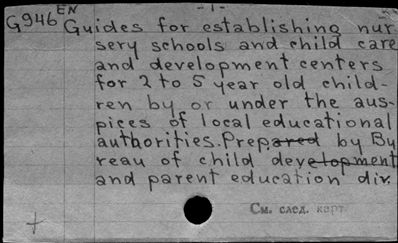 -1-
EN
G946 Guides for establishing nur
sery schools and child care
and development centers
for 2 to 5 year old child-
ren by or under the aus-
pices of local educational
authorities. Prepared by Bu
reau of child development
and parent education div.
См. след. карт.